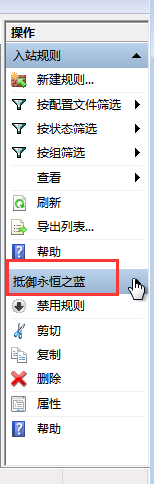 操作
入站规则
新建规则...
按配置文件筛选
按状态筛选
按组筛选
查看
刷新
导出列表...
帮助
抵御永恒之蓝
禁用规则
剪切
复制
删除
属性
帮助